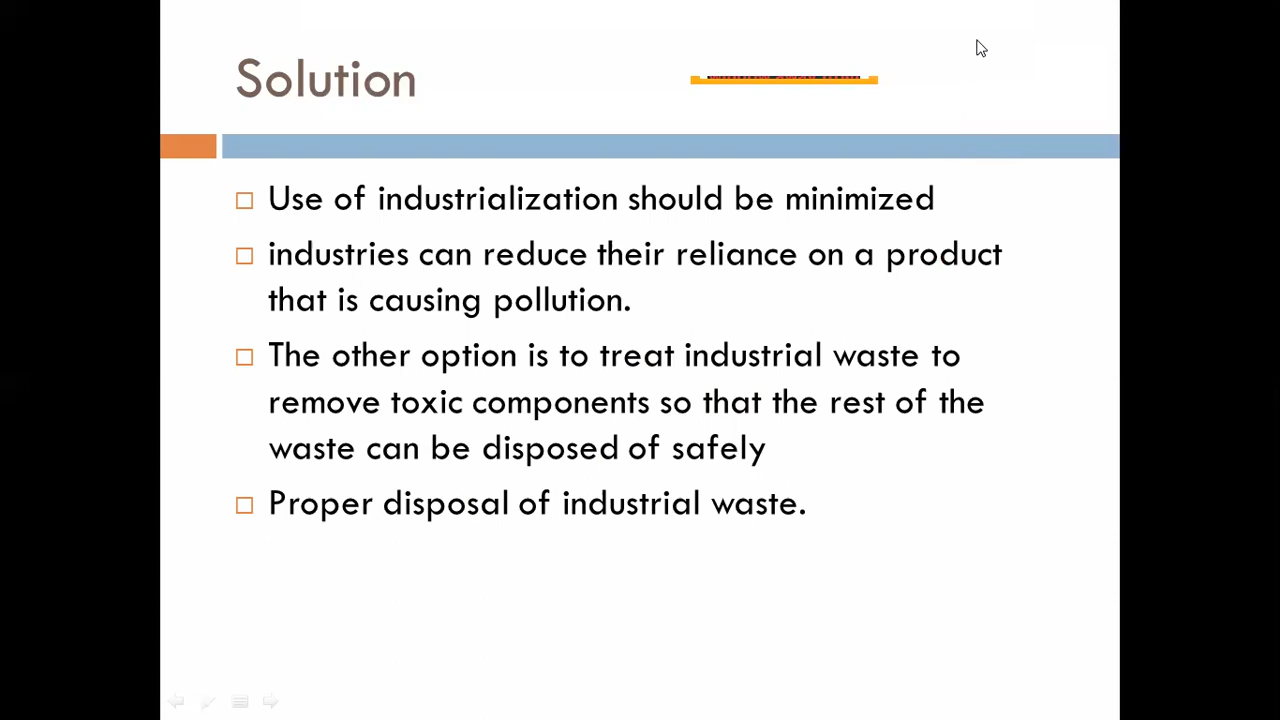 Solution
Use of industrialization should be minimized
industries can reduce their reliance on a product
that is causing pollution.
The other option is to treat industrial waste to
remove toxic components so that the rest of the
waste can be disposed of safely
Proper disposal of industrial waste.